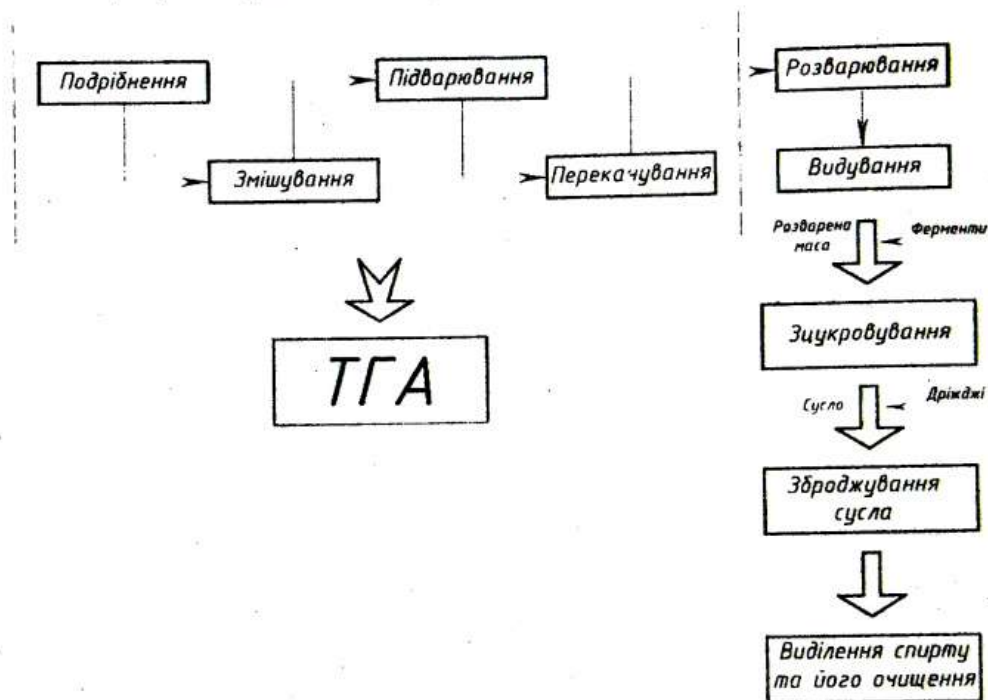 Подрібнення
Підварювання
Розварювання
Змішування
Перекачування
Видування
Розварена
маса
Ферменти
ТГА
Зцукровування
Сусло
Дріжджі
Зброджування
сусла
Виділення спирту
та його очищення